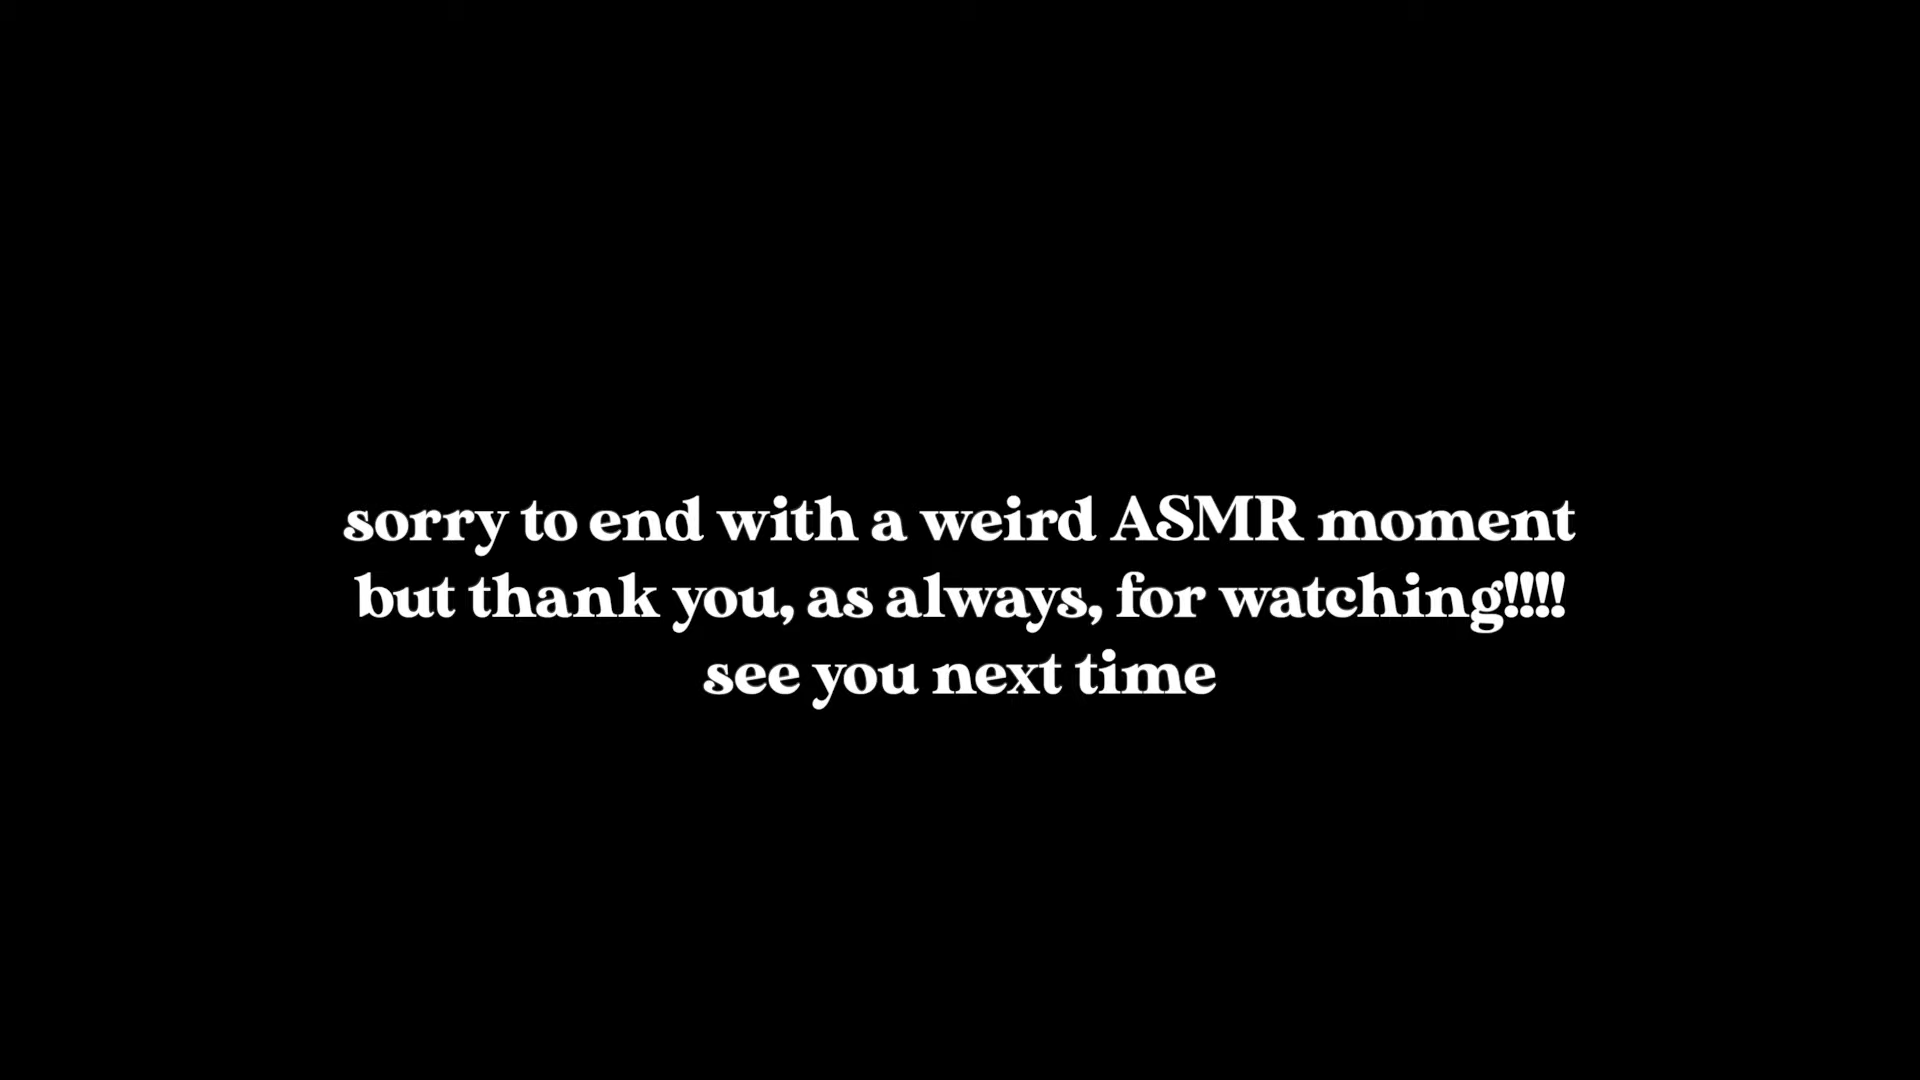 sorry to end with a weird ASMR moment
but thank you, as always, for watching!!!!
see you next time